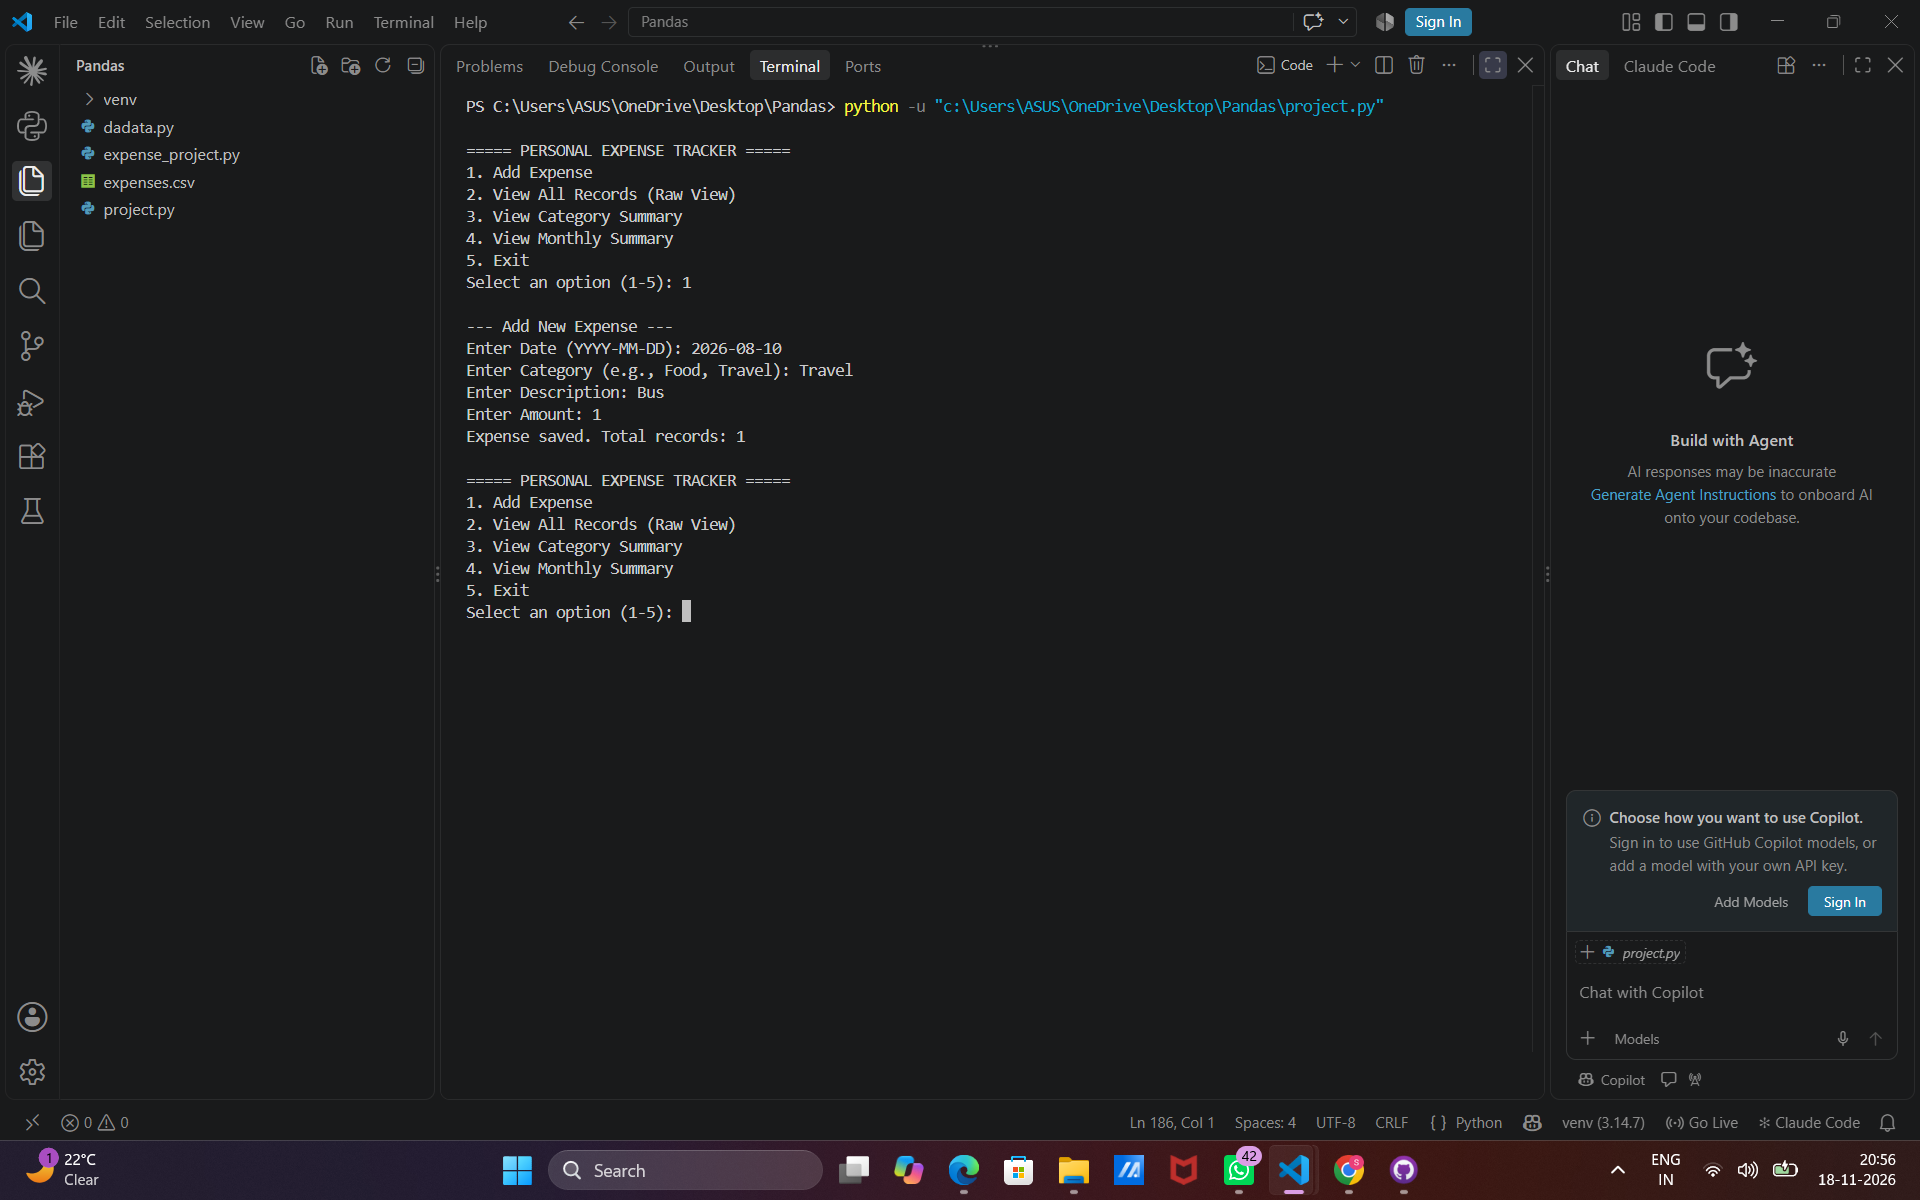 File Edit Selection View Go Run Terminal Help
Pandas
Sign In
Pandas
venv
dadata.py
expense_project.py
expenses.csv
project.py
Problems Debug Console Output Terminal Ports
Code
PS C:\Users\ASUS\OneDrive\Desktop\Pandas> python -u "c:\Users\ASUS\OneDrive\Desktop\Pandas\project.py"
===== PERSONAL EXPENSE TRACKER =====
1. Add Expense
2. View All Records (Raw View)
3. View Category Summary
4. View Monthly Summary
5. Exit
Select an option (1-5): 1
--- Add New Expense ---
Enter Date (YYYY-MM-DD): 2026-08-10
Enter Category (e.g., Food, Travel): Travel
Enter Description: Bus
Enter Amount: 1
Expense saved. Total records: 1
===== PERSONAL EXPENSE TRACKER =====
1. Add Expense
2. View All Records (Raw View)
3. View Category Summary
4. View Monthly Summary
5. Exit
Select an option (1-5):
Chat Claude Code
Build with Agent
AI responses may be inaccurate
Generate Agent Instructions to onboard AI
onto your codebase.
Choose how you want to use Copilot.
Sign in to use GitHub Copilot models, or
add a model with your own API key.
Add Models Sign In
project.py
Chat with Copilot
Models
Copilot
0 0
Ln 186, Col 1 Spaces: 4 UTF-8 CRLF { } Python venv (3.14.7) Go Live Claude Code
1
22°C
Clear
Search
42
S
ENG
IN
20:56
18-11-2026